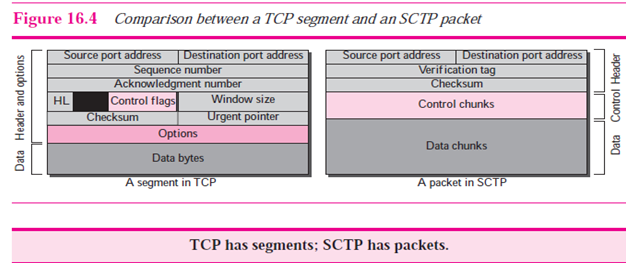 Figure 16.4 Comparison between a TCP segment and an SCTP packet
Header and options
Data
Source port address Destination port address
Sequence number
Acknowledgment number
HL Control flags Window size
Checksum Urgent pointer
Options
Data bytes
A segment in TCP
Source port address Destination port address
Verification tag
Checksum
Control chunks
Data chunks
A packet in SCTP
Header
Control
Data
TCP has segments; SCTP has packets.